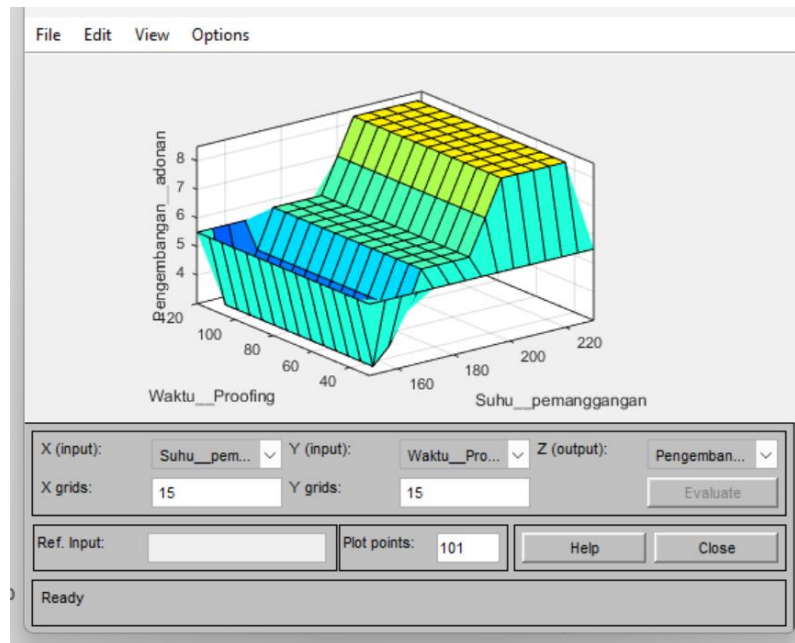 File Edit View Options
Pengembangan__adonan
8
7
6
5
4
120
100
80
60
40
160
180
200
220
Waktu__Proofing
Suhu__pemanggangan
X (input): Suhu__pem... Y (input): Waktu__Pro... Z (output): Pengemban...
X grids: 15 Y grids: 15 Evaluate
Ref. Input: Plot points: 101 Help Close
Ready